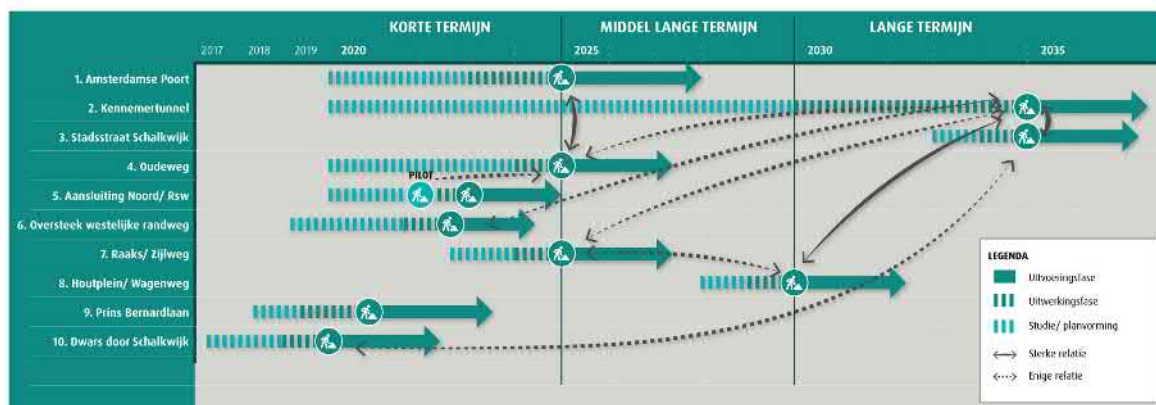 KORTE TERMIJN MIDDEL LANGE TERMIJN LANGE TERMIJN
2017 2018 2019 2020 2025 2030 2035
1. Amsterdamse Poort
2. Kennemertunnel
3. Stadsstraat Schalkwijk
4. Oudeweg
PILOT
5. Aansluiting Noord/ Rsw
6. Oversteek westelijke randweg
7. Raaks/ Zijlweg
8. Houtplein/ Wagenweg
9. Prins Bernardlaan
10. Dwars door Schalkwijk
LEGENDA
Uitvoeringsfase
Uitwerkingsfase
Studie/ planvorming
Sterke relatie
Enige relatie